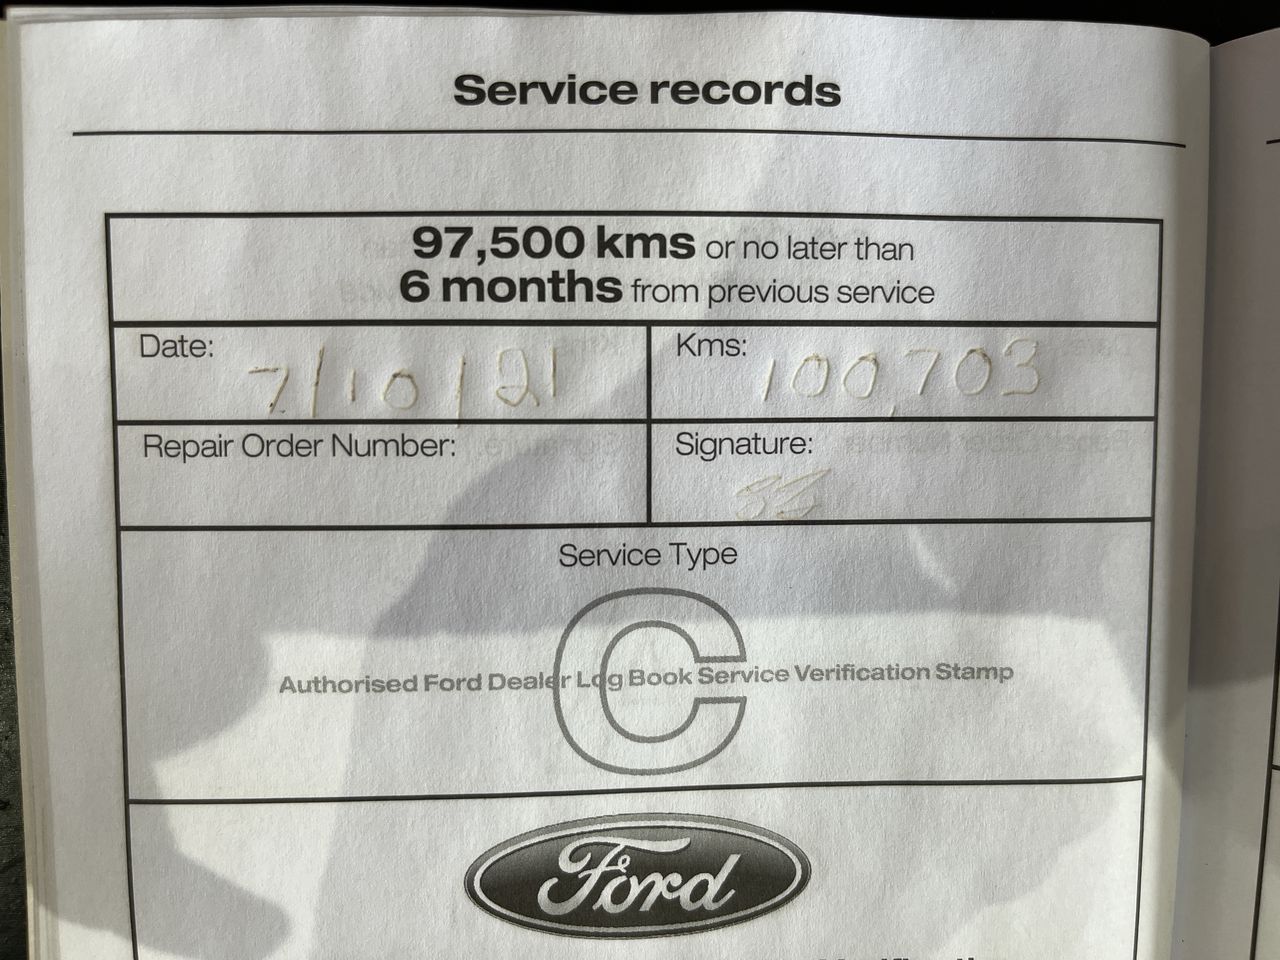 Service records
97,500 kms or no later than
6 months from previous service
Date: 7/10/21
Kms: 100,703
Repair Order Number:
Signature:
Service Type
C
Authorised Ford Dealer Log Book Service Verification Stamp
Ford